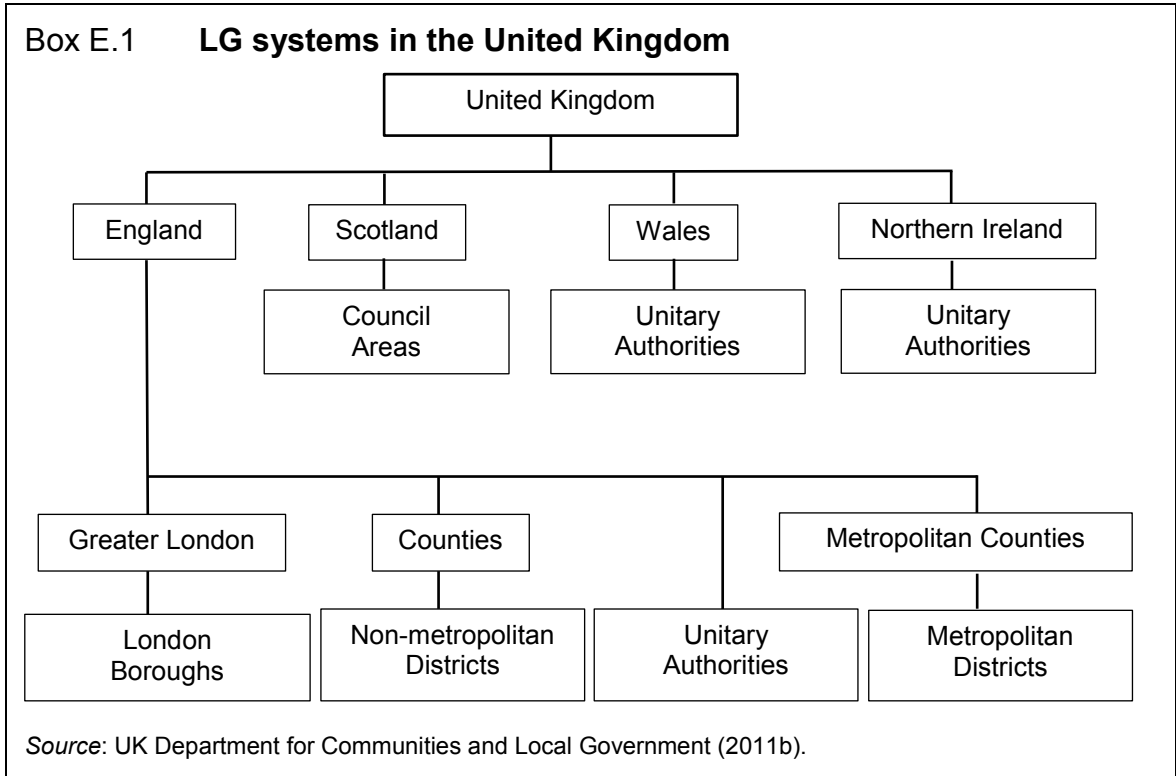 Box E.1 LG systems in the United Kingdom
United Kingdom
England
Scotland
Wales
Northern Ireland
Council
Areas
Unitary
Authorities
Unitary
Authorities
Greater London
Counties
Metropolitan Counties
London
Boroughs
Non-metropolitan
Districts
Unitary
Authorities
Metropolitan
Districts
Source: UK Department for Communities and Local Government (2011b).